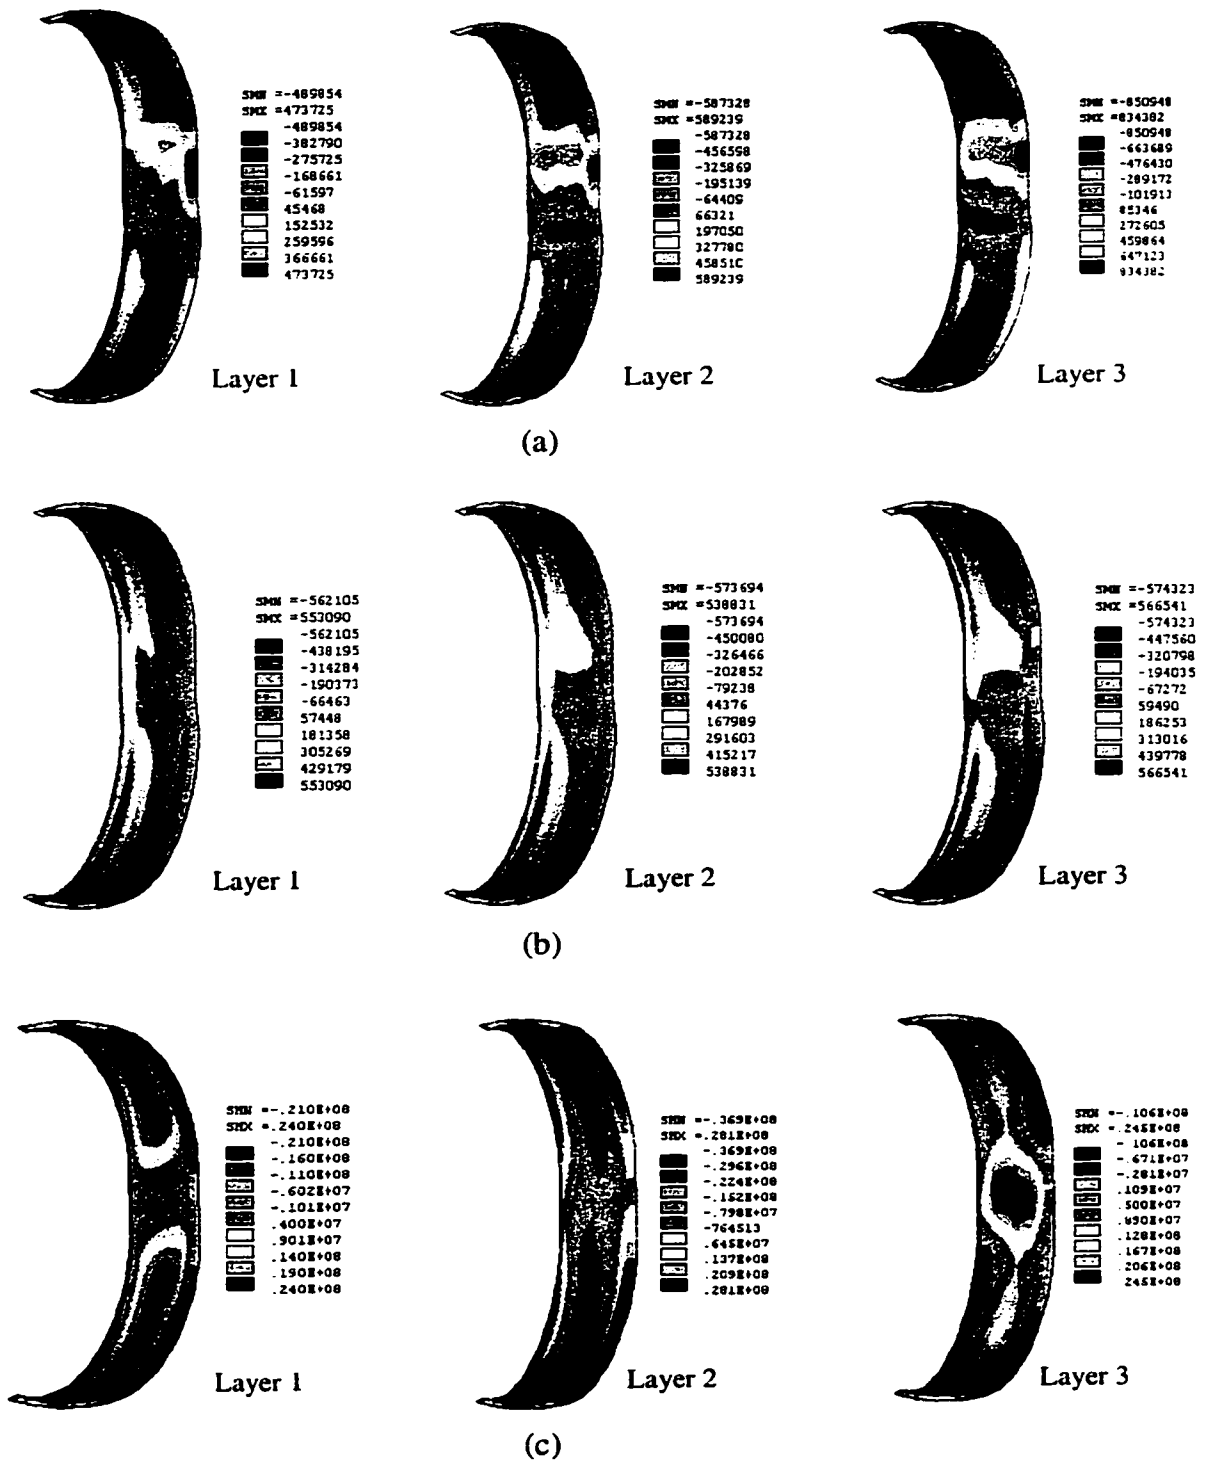 SMN =-489854
SMX =473725
-489854
-382790
-275725
-168661
-61597
45468
152532
259596
366661
473725
Layer 1
SMN =-587328
SMX =589239
-587328
-456598
-325869
-195139
-64409
66321
197050
327780
458510
589239
Layer 2
SMN =-850948
SMX =834382
-850948
-663689
-476430
-289172
-101913
85346
272605
459864
647123
834382
Layer 3
(a)
SMN =-562105
SMX =553090
-562105
-438195
-314284
-190373
-66463
57448
181358
305269
429179
553090
Layer 1
SMN =-573694
SMX =538831
-573694
-450080
-326466
-202852
-79238
44376
167989
291603
415217
538831
Layer 2
SMN =-574323
SMX =566541
-574323
-447560
-320798
-194035
-67272
59490
186253
313016
439778
566541
Layer 3
(b)
SMN =-.210E+08
SMX =.240E+08
-.210E+08
-.160E+08
-.110E+08
-.602E+07
-.101E+07
.400E+07
.901E+07
.140E+08
.190E+08
.240E+08
Layer 1
SMN =-.369E+08
SMX =.281E+08
-.369E+08
-.296E+08
-.224E+08
-.152E+08
-.798E+07
-764513
.645E+07
.137E+08
.209E+08
.281E+08
Layer 2
SMN =-.106E+08
SMX =.245E+08
-.106E+08
-.671E+07
-.281E+07
.109E+07
.500E+07
.890E+07
.128E+08
.167E+08
.206E+08
.245E+08
Layer 3
(c)